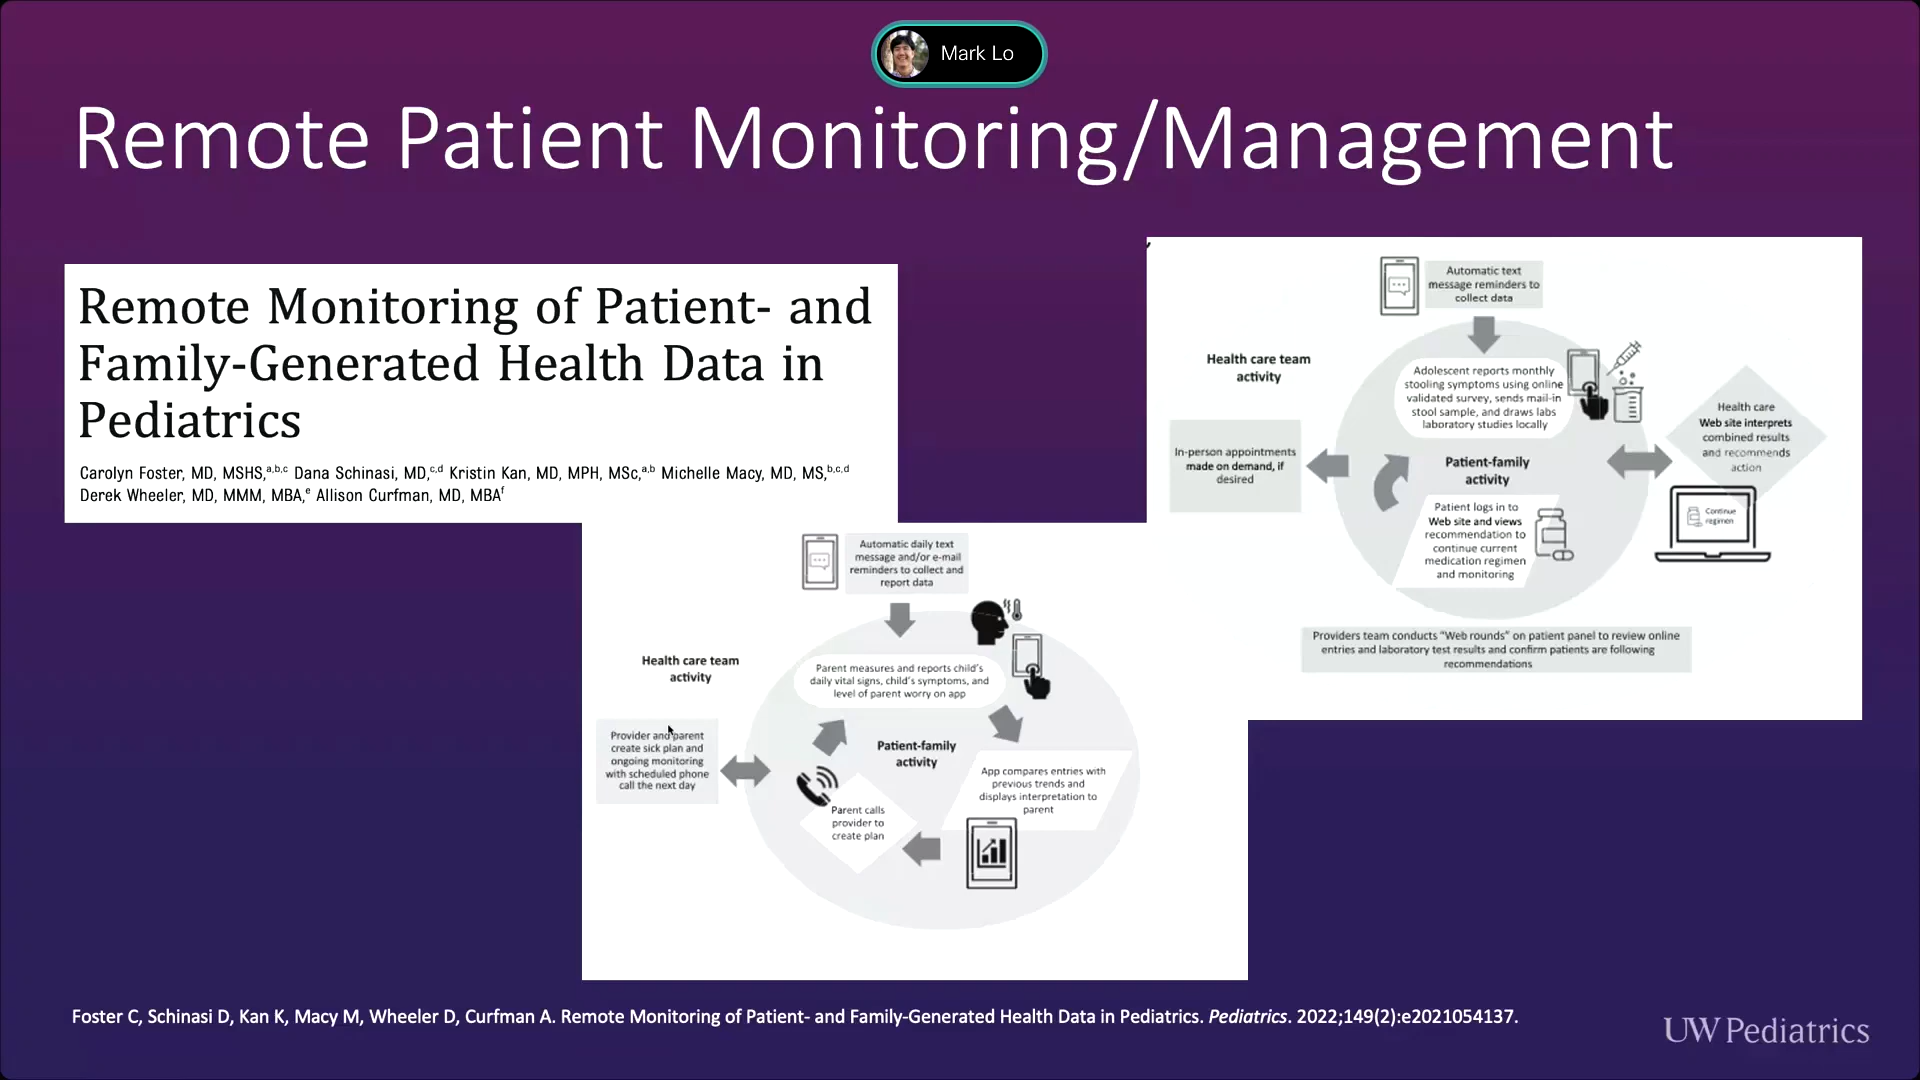 Mark Lo
Remote Patient Monitoring/Management
Remote Monitoring of Patient- and
Family-Generated Health Data in
Pediatrics
Carolyn Foster, MD, MSHS,a,b,c Dana Schinasi, MD,c,d Kristin Kan, MD, MPH, MSc,a,b Michelle Macy, MD, MS,b,c,d
Derek Wheeler, MD, MMM, MBA,e Allison Curfman, MD, MBAf
Automatic text
message reminders to
collect data
Health care team
activity
Adolescent reports monthly
stooling symptoms using online
validated survey, sends mail-in
stool sample, and draws labs
laboratory studies locally
Health care
Web site interprets
combined results
and recommends
action
In-person appointments
made on demand, if
desired
Patient-family
activity
Patient logs in to
Web site and views
recommendation to
continue current
medication regimen
and monitoring
Continue
regimen
Providers team conducts “Web rounds” on patient panel to review online
entries and laboratory test results and confirm patients are following
recommendations
Automatic daily text
message and/or e-mail
reminders to collect and
report data
Health care team
activity
Parent measures and reports child's
daily vital signs, child's symptoms, and
level of parent worry on app
Provider and parent
create sick plan and
ongoing monitoring
with scheduled phone
call the next day
Patient-family
activity
App compares entries with
previous trends and
displays interpretation to
parent
Parent calls
provider to
create plan
Foster C, Schinasi D, Kan K, Macy M, Wheeler D, Curfman A. Remote Monitoring of Patient- and Family-Generated Health Data in Pediatrics. Pediatrics. 2022;149(2):e2021054137.
UW Pediatrics